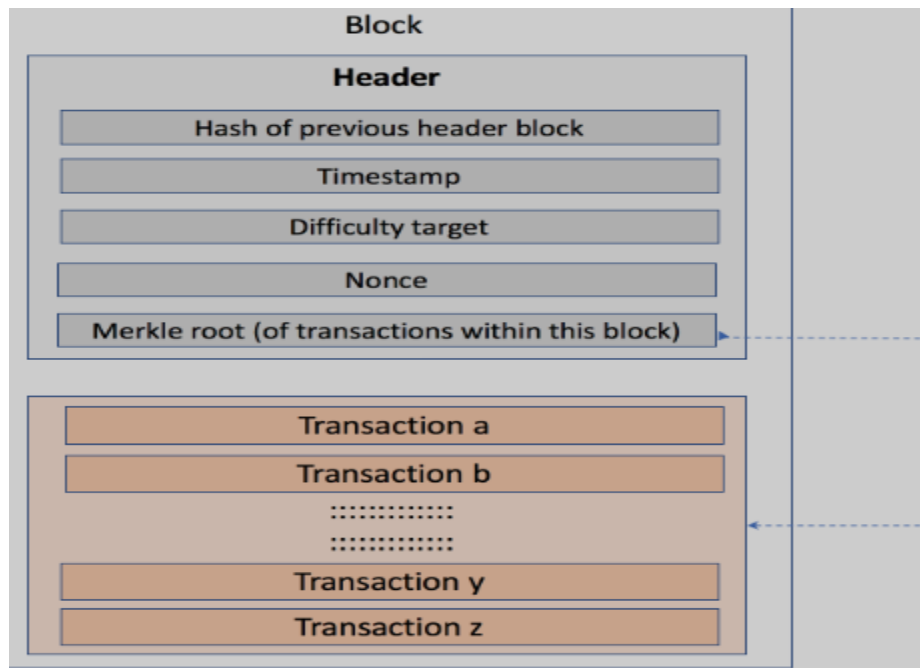 Block
Header
Hash of previous header block
Timestamp
Difficulty target
Nonce
Merkle root (of transactions within this block)
Transaction a
Transaction b
:::::::::::::
:::::::::::::
Transaction y
Transaction z